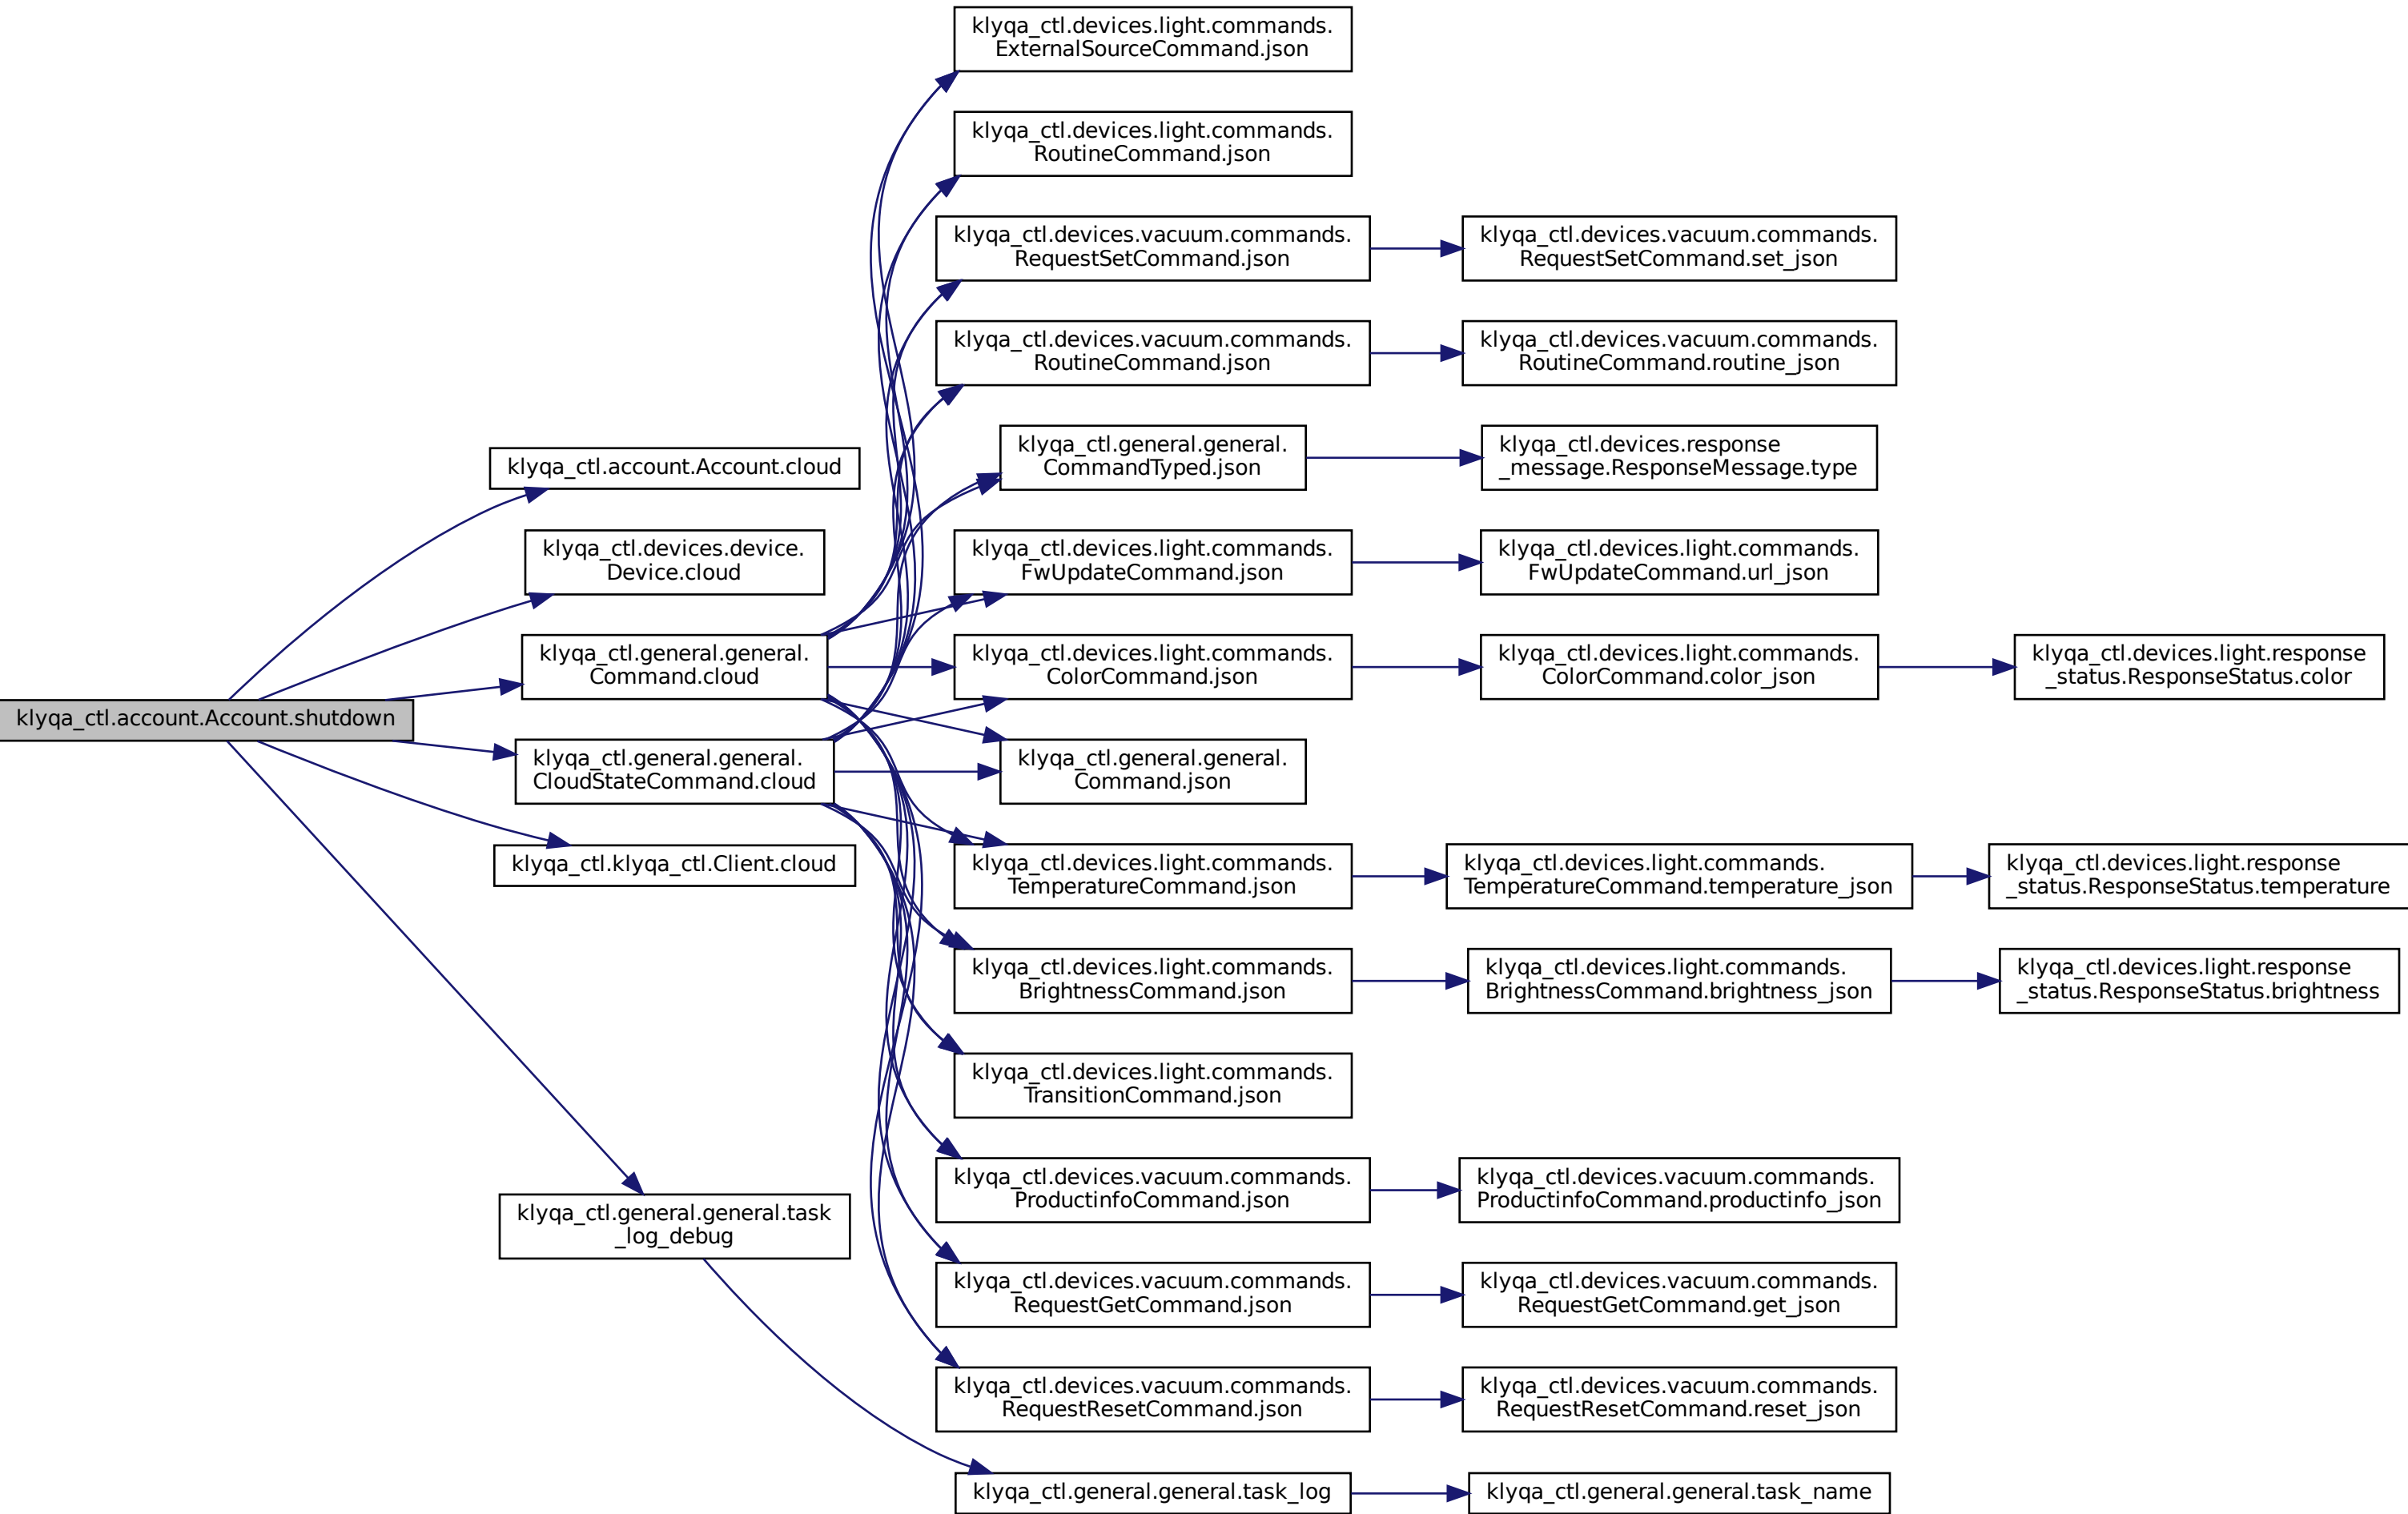 klyqa_ctl.account.Account.shutdown
klyqa_ctl.account.Account.cloud
klyqa_ctl.devices.device.
Device.cloud
klyqa_ctl.general.general.
Command.cloud
klyqa_ctl.general.general.
CloudStateCommand.cloud
klyqa_ctl.klyqa_ctl.Client.cloud
klyqa_ctl.general.general.task
_log_debug
klyqa_ctl.devices.light.commands.
ExternalSourceCommand.json
klyqa_ctl.devices.light.commands.
RoutineCommand.json
klyqa_ctl.devices.vacuum.commands.
RequestSetCommand.json
klyqa_ctl.devices.vacuum.commands.
RoutineCommand.json
klyqa_ctl.general.general.
CommandTyped.json
klyqa_ctl.devices.light.commands.
FwUpdateCommand.json
klyqa_ctl.devices.light.commands.
ColorCommand.json
klyqa_ctl.general.general.
Command.json
klyqa_ctl.devices.light.commands.
TemperatureCommand.json
klyqa_ctl.devices.light.commands.
BrightnessCommand.json
klyqa_ctl.devices.light.commands.
TransitionCommand.json
klyqa_ctl.devices.vacuum.commands.
ProductinfoCommand.json
klyqa_ctl.devices.vacuum.commands.
RequestGetCommand.json
klyqa_ctl.devices.vacuum.commands.
RequestResetCommand.json
klyqa_ctl.general.general.task_log
klyqa_ctl.devices.vacuum.commands.
RequestSetCommand.set_json
klyqa_ctl.devices.vacuum.commands.
RoutineCommand.routine_json
klyqa_ctl.devices.response
_message.ResponseMessage.type
klyqa_ctl.devices.light.commands.
FwUpdateCommand.url_json
klyqa_ctl.devices.light.commands.
ColorCommand.color_json
klyqa_ctl.devices.light.commands.
TemperatureCommand.temperature_json
klyqa_ctl.devices.light.commands.
BrightnessCommand.brightness_json
klyqa_ctl.devices.vacuum.commands.
ProductinfoCommand.productinfo_json
klyqa_ctl.devices.vacuum.commands.
RequestGetCommand.get_json
klyqa_ctl.devices.vacuum.commands.
RequestResetCommand.reset_json
klyqa_ctl.general.general.task_name
klyqa_ctl.devices.light.response
_status.ResponseStatus.color
klyqa_ctl.devices.light.response
_status.ResponseStatus.temperature
klyqa_ctl.devices.light.response
_status.ResponseStatus.brightness